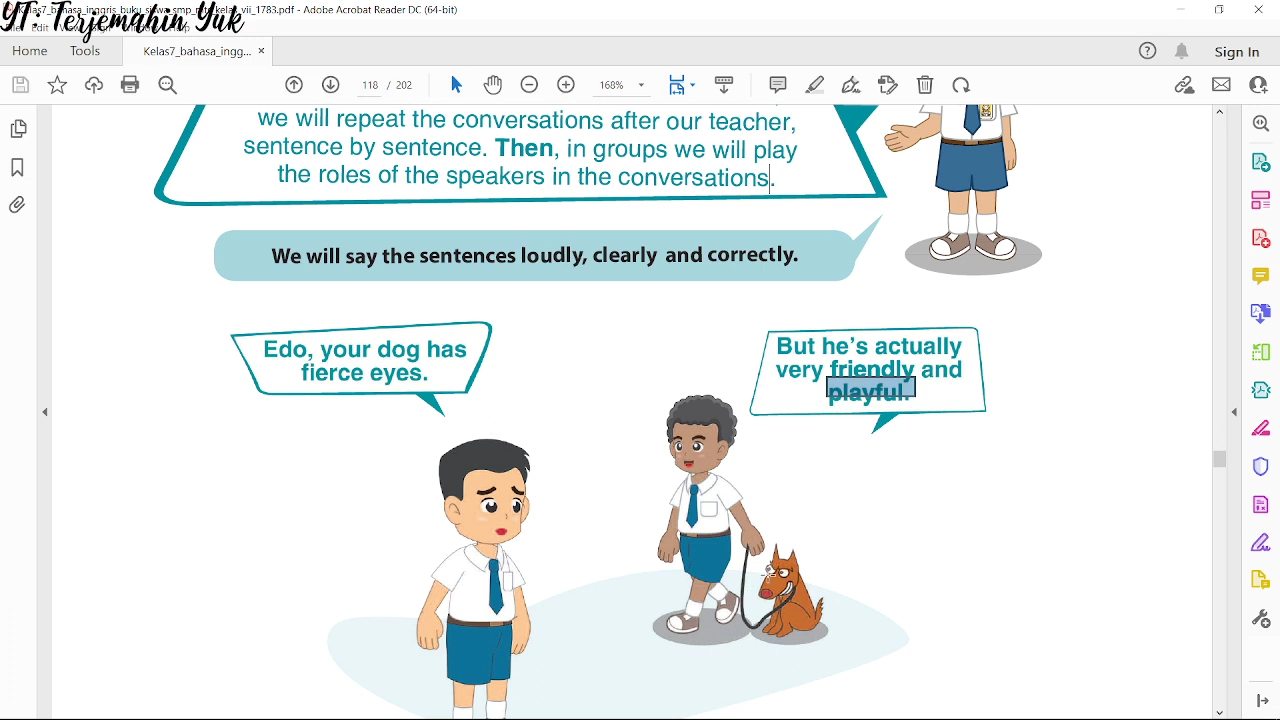 YT: Terjemahin Yuk
Kelas7_bahasa_inggris_buku_siswa_smp_mts_kelas_vii_1783.pdf - Adobe Acrobat Reader DC (64-bit)
Home Tools Kelas7_bahasa_ingg... × Sign In
118 / 202 168%
we will repeat the conversations after our teacher,
sentence by sentence. Then, in groups we will play
the roles of the speakers in the conversations.
We will say the sentences loudly, clearly and correctly.
Edo, your dog has
fierce eyes.
But he's actually
very friendly and
playful.